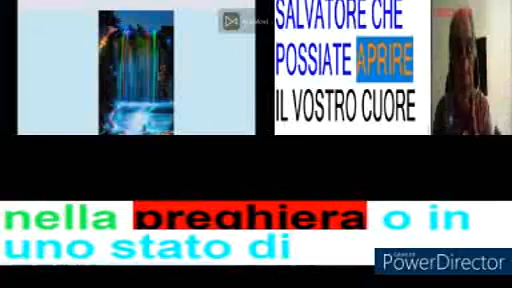 SALVATORE CHE
POSSIATE APRIRE
IL VOSTRO CUORE
nella preghiera o in
uno stato di
PowerDirector